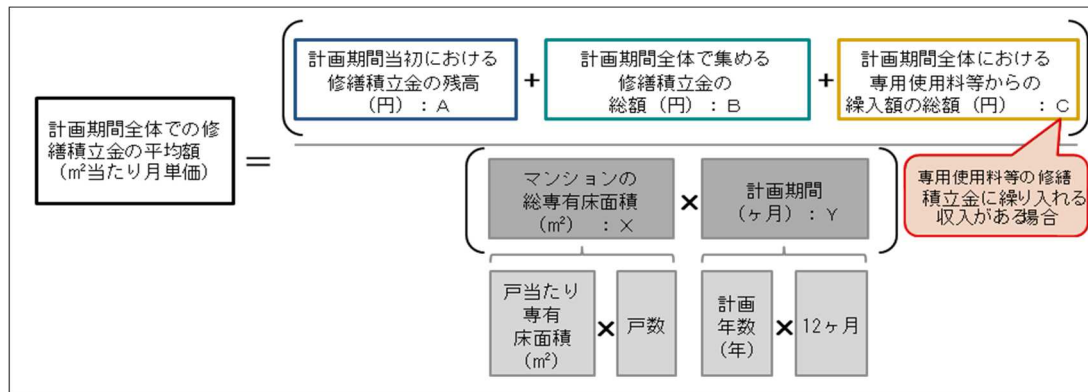 計画期間全体での修
繕積立金の平均額
（m²当たり月単価）
＝
計画期間当初における
修繕積立金の残高
（円）：A
＋
計画期間全体で集める
修繕積立金の
総額（円）：B
＋
計画期間全体における
専用使用料等からの
繰入額の総額（円）：C
専用使用料等の修繕
積立金に繰り入れる
収入がある場合
マンションの
総専有床面積
（m²）：X
×
計画期間
（ヶ月）：Y
戸当たり
専有
床面積
（m²）
×
戸数
計画
年数
（年）
×
12ヶ月